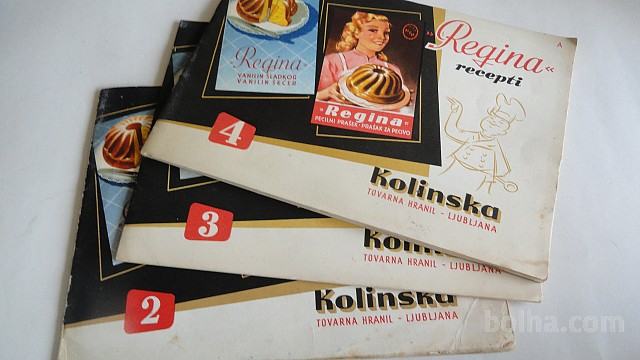 Regina
VANILIN SLADKOR
VANILIN ŠEĆER
"Regina"
PECILNI PRAŠEK - PRAŠAK ZA PECIVO
»Regina«
recepti
A
4
Kolinska
TOVARNA HRANIL - LJUBLJANA
3
Kolinska
TOVARNA HRANIL - LJUBLJANA
2
Kolinska
TOVARNA HRANIL - LJUBLJANA
bolha.com